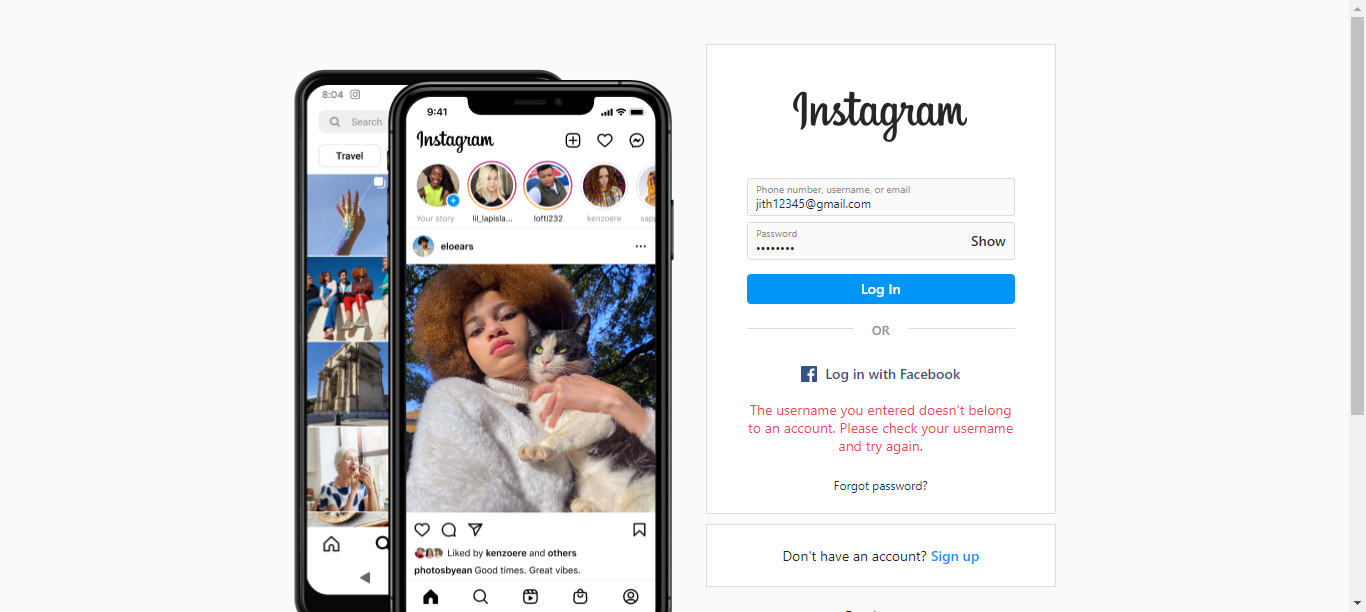 8:04
Search
Travel
9:41
Instagram
Your story
lil_lapisla...
lofti232
kenzoere
eloears
Liked by kenzoere and others
photosbyean Good times. Great vibes.
Instagram
Phone number, username, or email
jith12345@gmail.com
Password
••••••••
Show
Log In
OR
Log in with Facebook
The username you entered doesn't belong
to an account. Please check your username
and try again.
Forgot password?
Don't have an account? Sign up